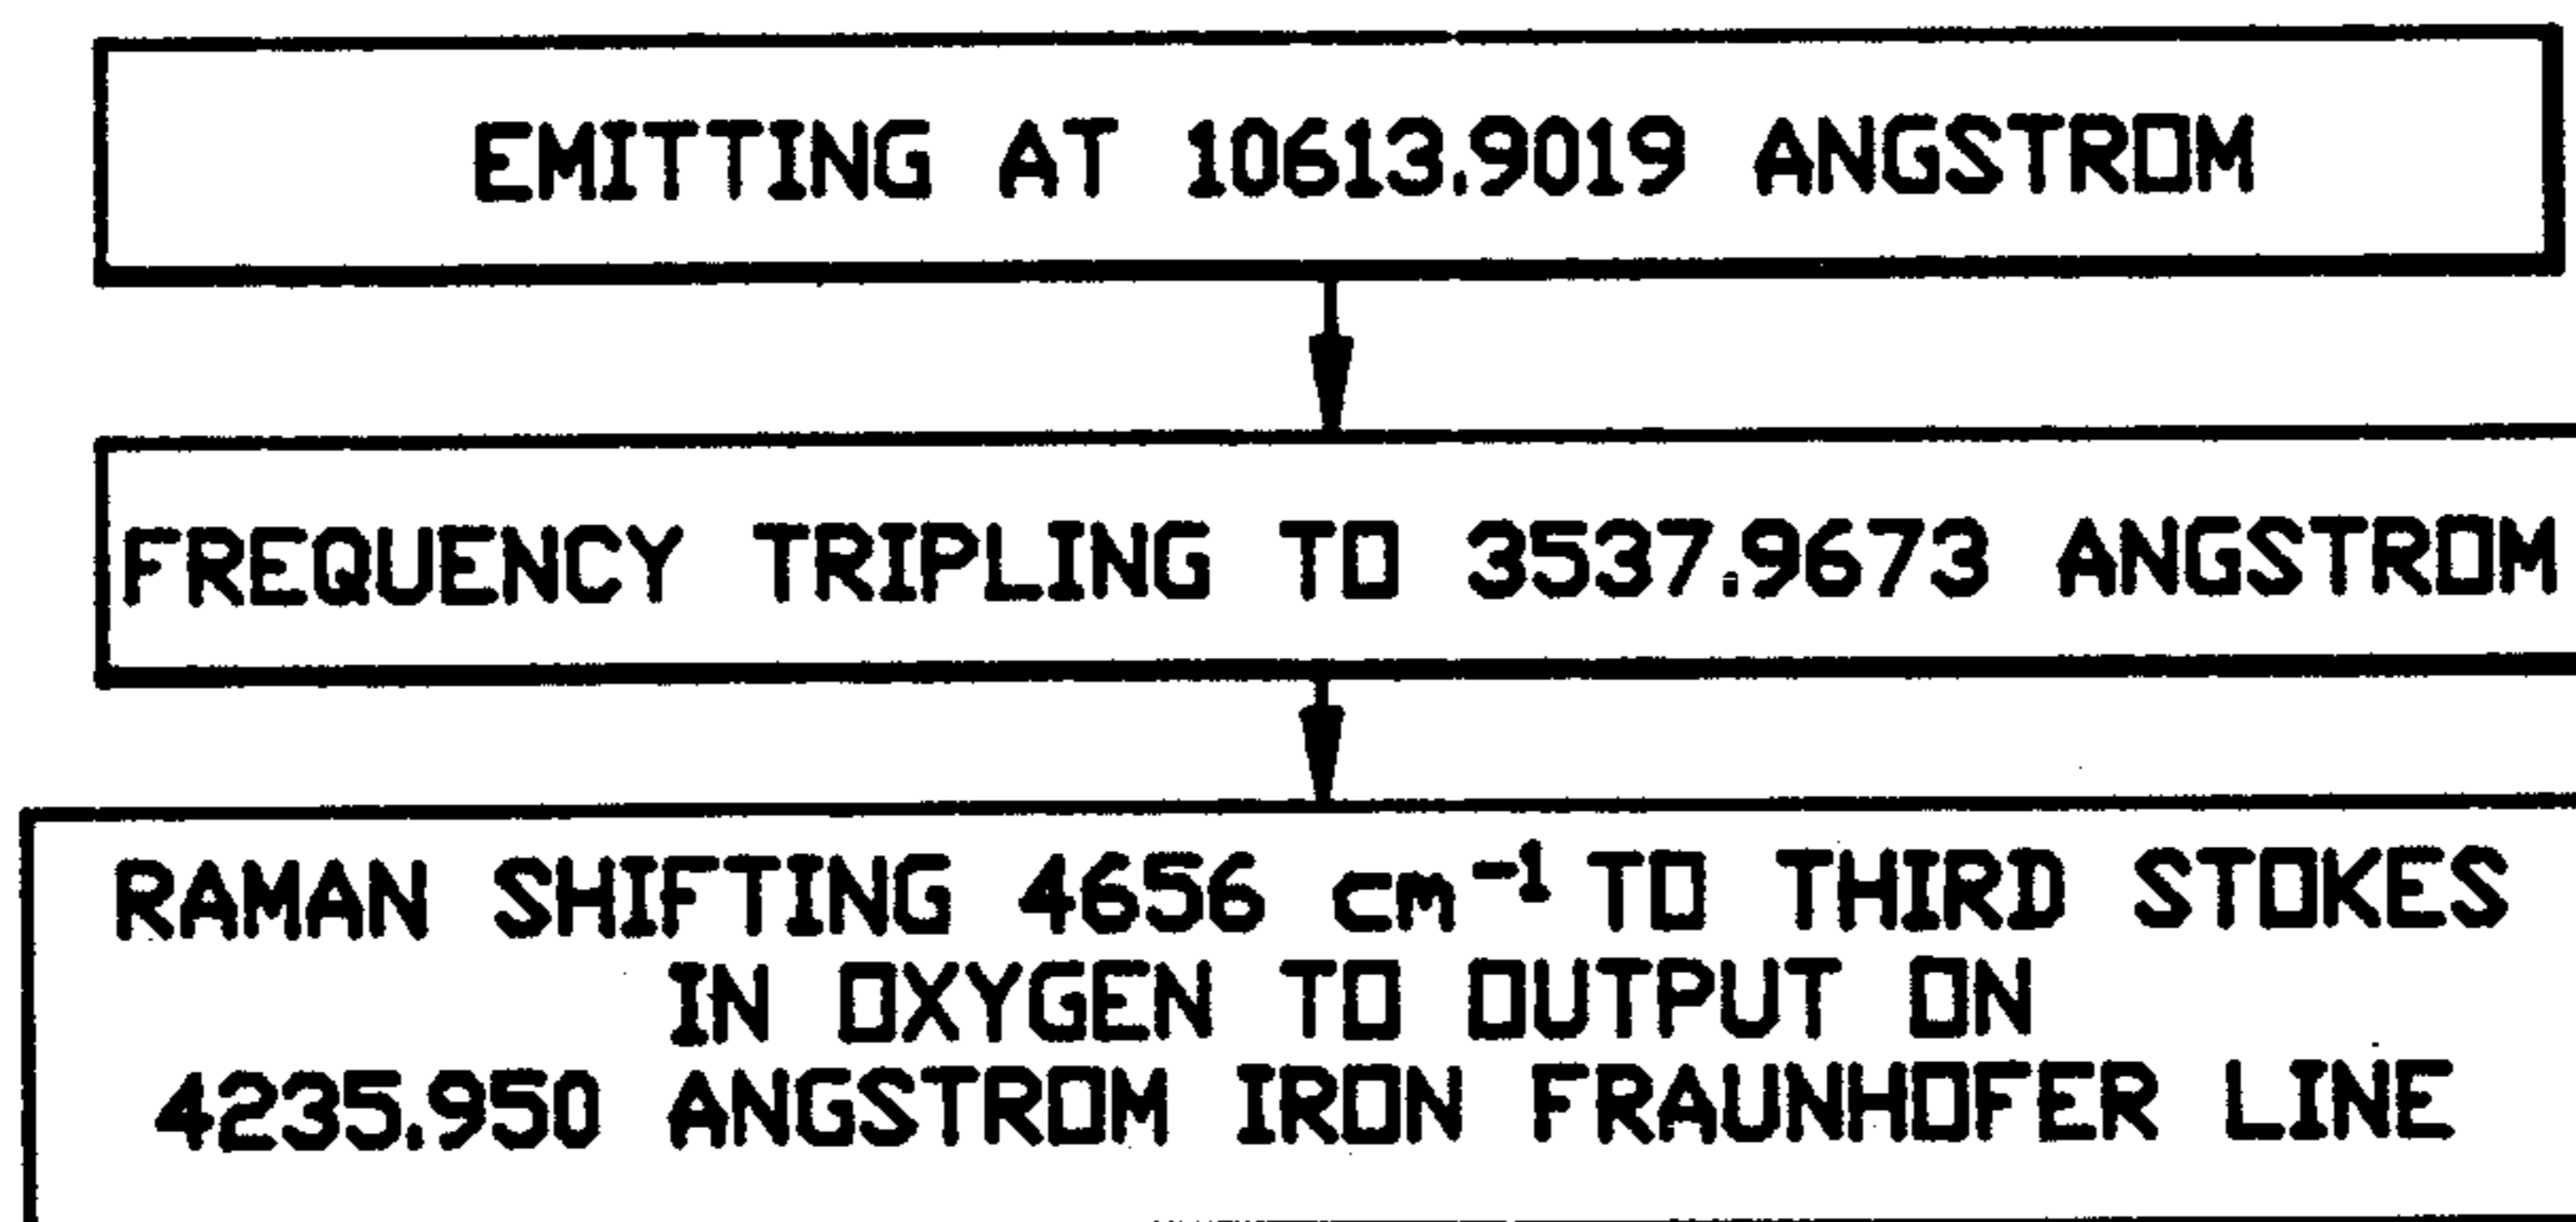 EMITTING AT 10613.9019 ANGSTROM
FREQUENCY TRIPLING TO 3537.9673 ANGSTROM
RAMAN SHIFTING 4656 cm⁻¹ TO THIRD STOKES
IN OXYGEN TO OUTPUT ON
4235.950 ANGSTROM IRON FRAUNHOFER LINE